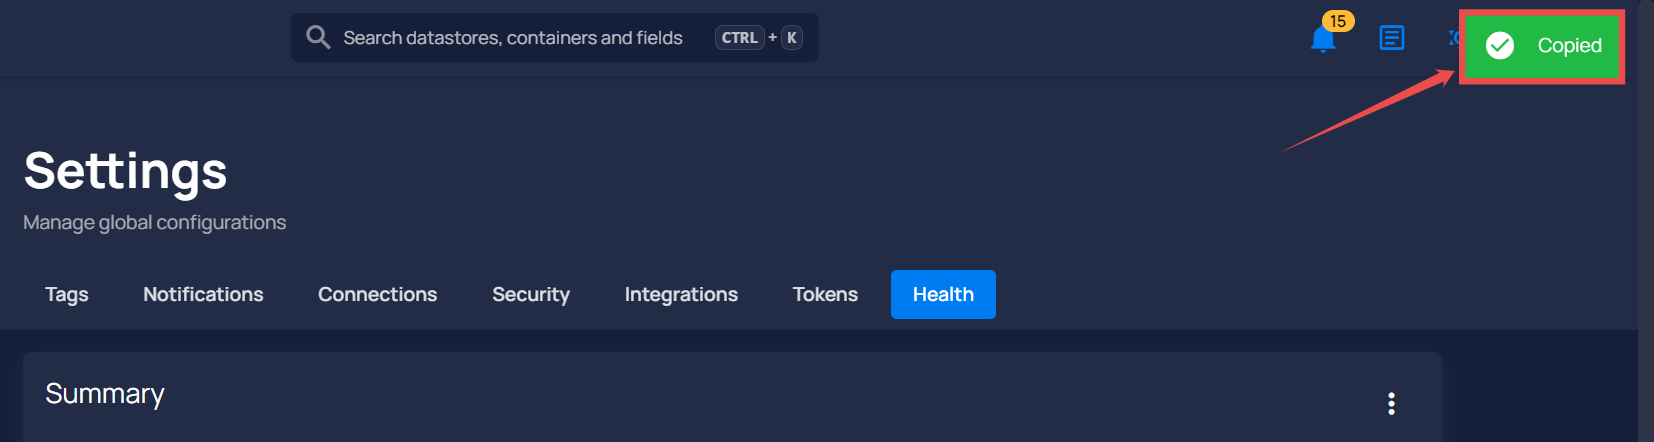 Search datastores, containers and fields CTRL + K
15
Copied
Settings
Manage global configurations
Tags Notifications Connections Security Integrations Tokens Health
Summary